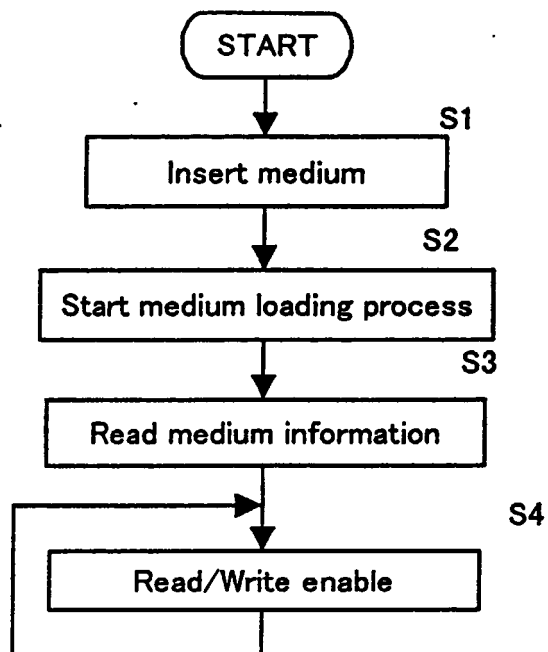 START
S1
Insert medium
S2
Start medium loading process
S3
Read medium information
S4
Read/Write enable